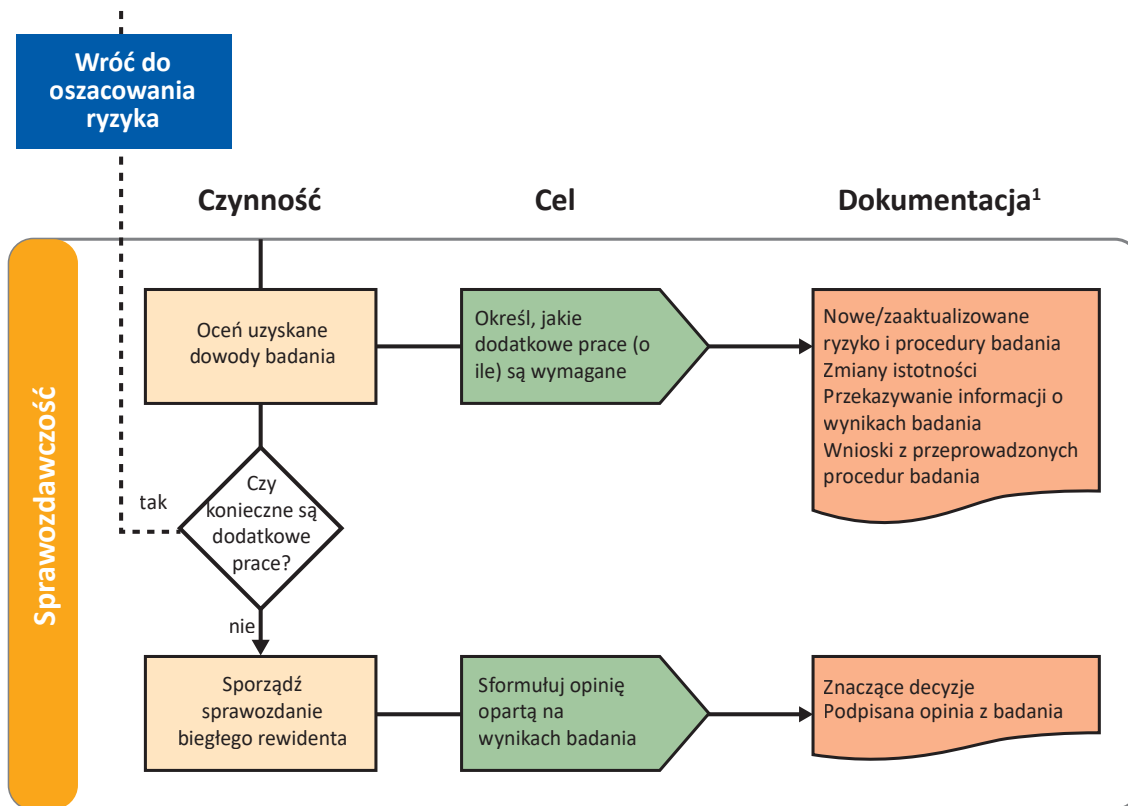 Wróć do
oszacowania
ryzyka
Czynność
Cel
Dokumentacja¹
Sprawozdawczość
Oceń uzyskane
dowody badania
Określ, jakie
dodatkowe prace (o
ile) są wymagane
Nowe/zaaktualizowane
ryzyko i procedury badania
Zmiany istotności
Przekazywanie informacji o
wynikach badania
Wnioski z przeprowadzonych
procedur badania
tak
Czy
konieczne są
dodatkowe
prace?
nie
Sporządź
sprawozdanie
biegłego rewidenta
Sformułuj opinię
opartą na
wynikach badania
Znaczące decyzje
Podpisana opinia z badania